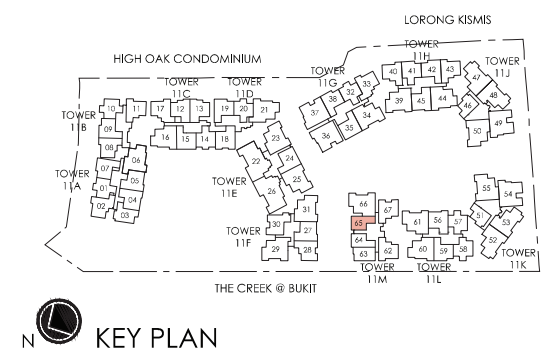 LORONG KISMIS
HIGH OAK CONDOMINIUM
TOWER
11H
TOWER
11G
TOWER
11J
TOWER
11C
TOWER
11D
TOWER
11B
TOWER
11A
TOWER
11E
TOWER
11F
TOWER
11M
TOWER
11L
TOWER
11K
40 41 42 43
47
48
46
49
50
39 45 44
33
32
38
37
34
35
36
10 11
09
08
07 06
05
01 04
02 03
17 12 13 19 20 21
16 15 14 18
23
22 24
25
26
31
30 27
29 28
66
67
65
64
63 62
61 56 57
60 59 58
55 54
51 53
52
THE CREEK @ BUKIT
N
KEY PLAN